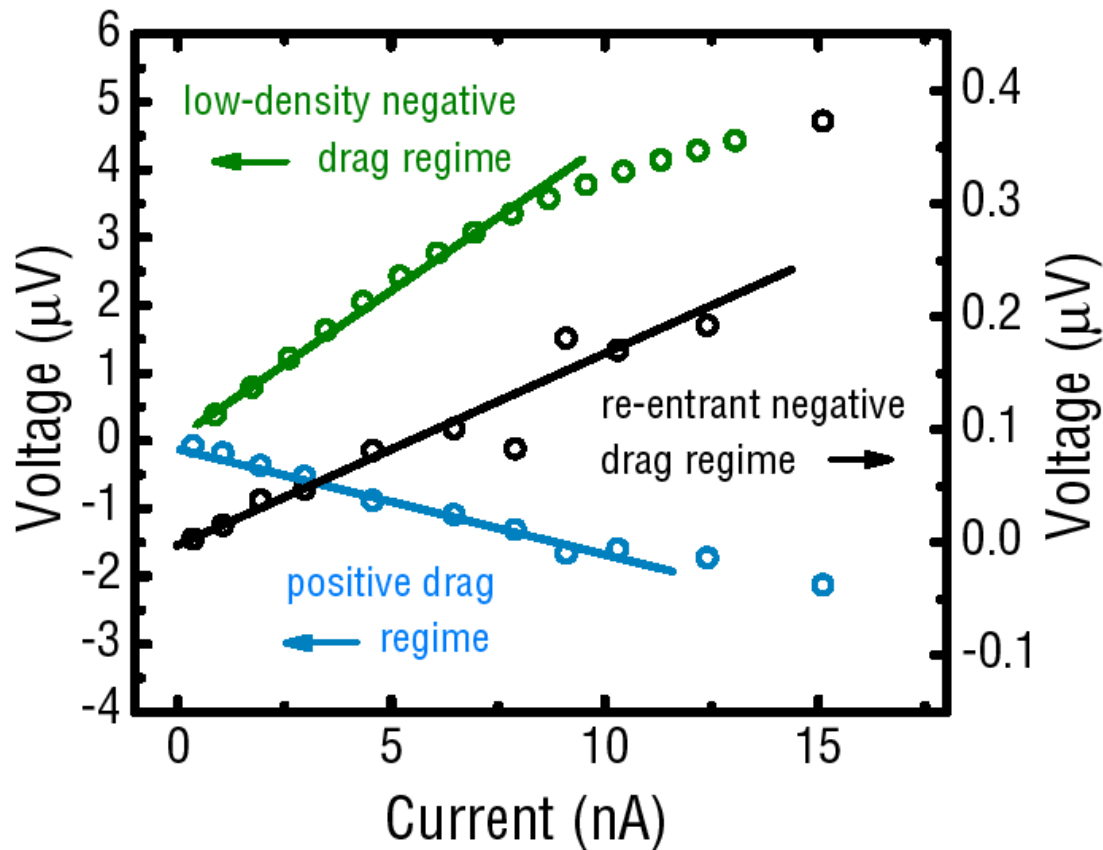 6
5
4
3
2
1
0
-1
-2
-3
-4
Voltage (μV)
low-density negative
drag regime
re-entrant negative
drag regime
positive drag
regime
0.4
0.3
0.2
0.1
0.0
-0.1
Voltage (μV)
0 5 10 15
Current (nA)